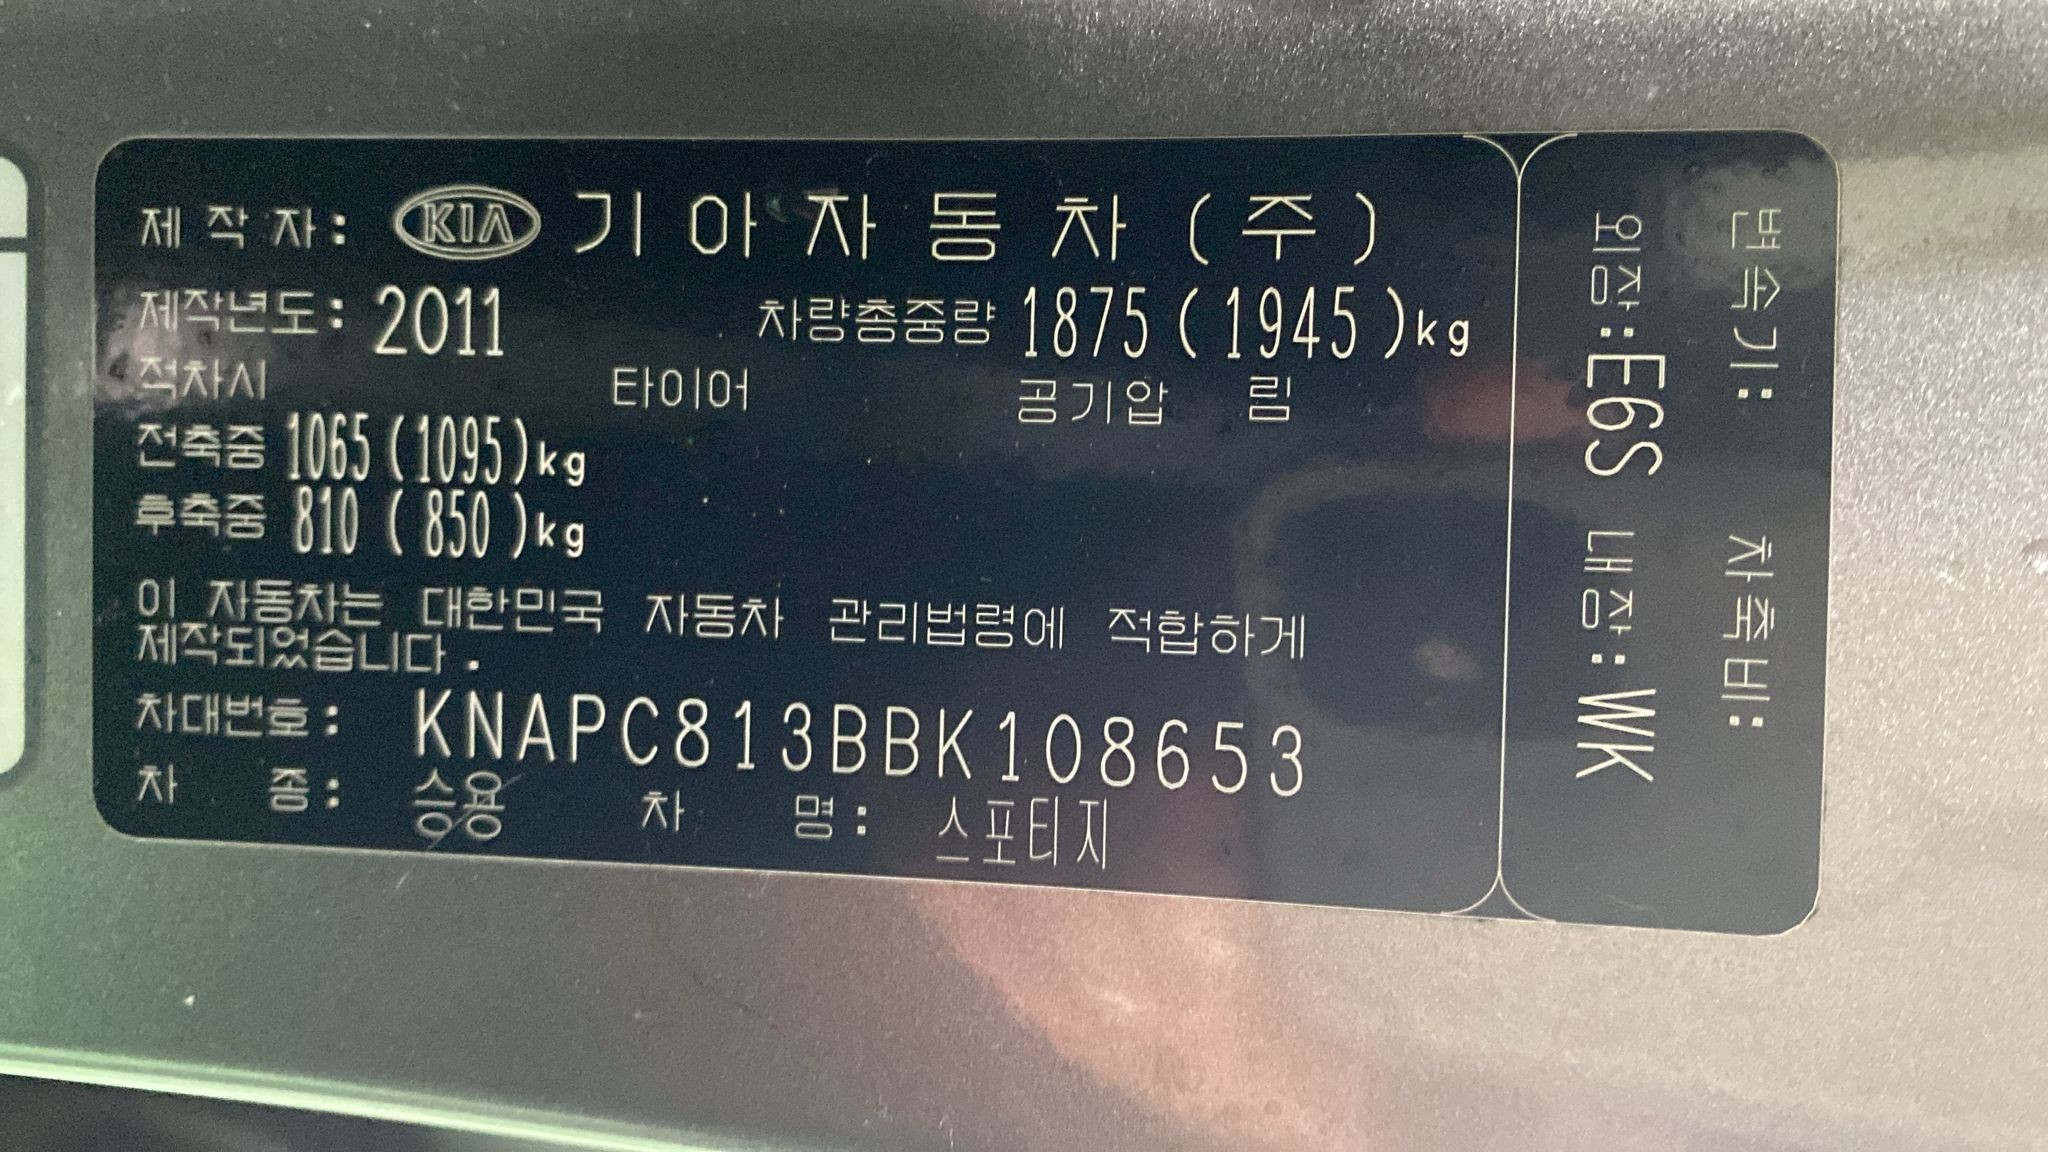 제 작 자: KIA 기 아 자 동 차 (주)
제작년도: 2011 차량총중량 1875 (1945)kg
적차시 타이어 공기압 림
전축중 1065 (1095)kg
후축중 810 (850)kg
이 자동차는 대한민국 자동차 관리법령에 적합하게
제작되었습니다.
차대번호: KNAPC813BBK108653
차 종: 승용 차 명: 스포티지
변속기: 차축비:
외장:E6S 내장:WK